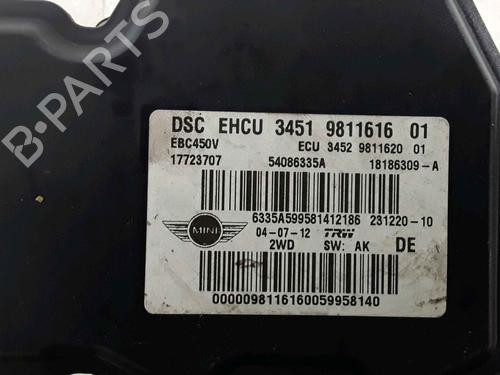 DSC EHCU 3451 9811616 01
EBC450V ECU 3452 9811620 01
17723707 54086335A 18186309-A
6335A599581412186 231220-10
MINI 04-07-12 TRW
2WD SW: AK DE
0000098116160059958140
B-PARTS